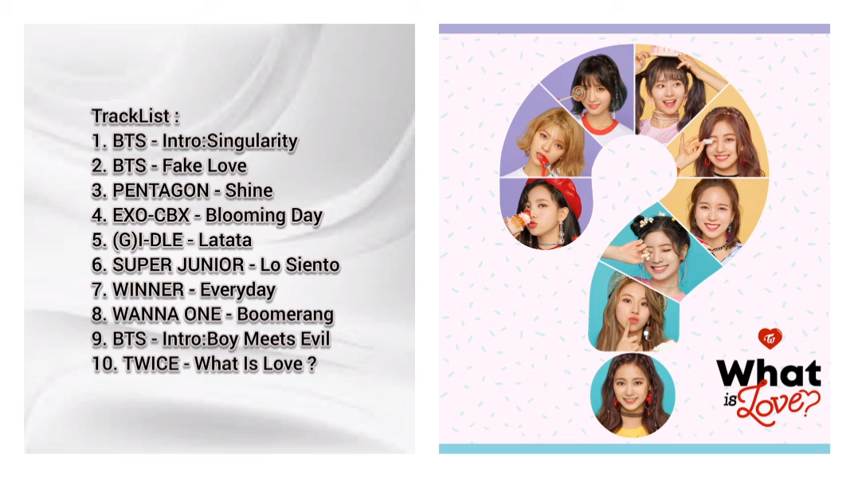 TrackList :
1. BTS - Intro:Singularity
2. BTS - Fake Love
3. PENTAGON - Shine
4. EXO-CBX - Blooming Day
5. (G)I-DLE - Latata
6. SUPER JUNIOR - Lo Siento
7. WINNER - Everyday
8. WANNA ONE - Boomerang
9. BTS - Intro:Boy Meets Evil
10. TWICE - What Is Love ?
What
is Love?